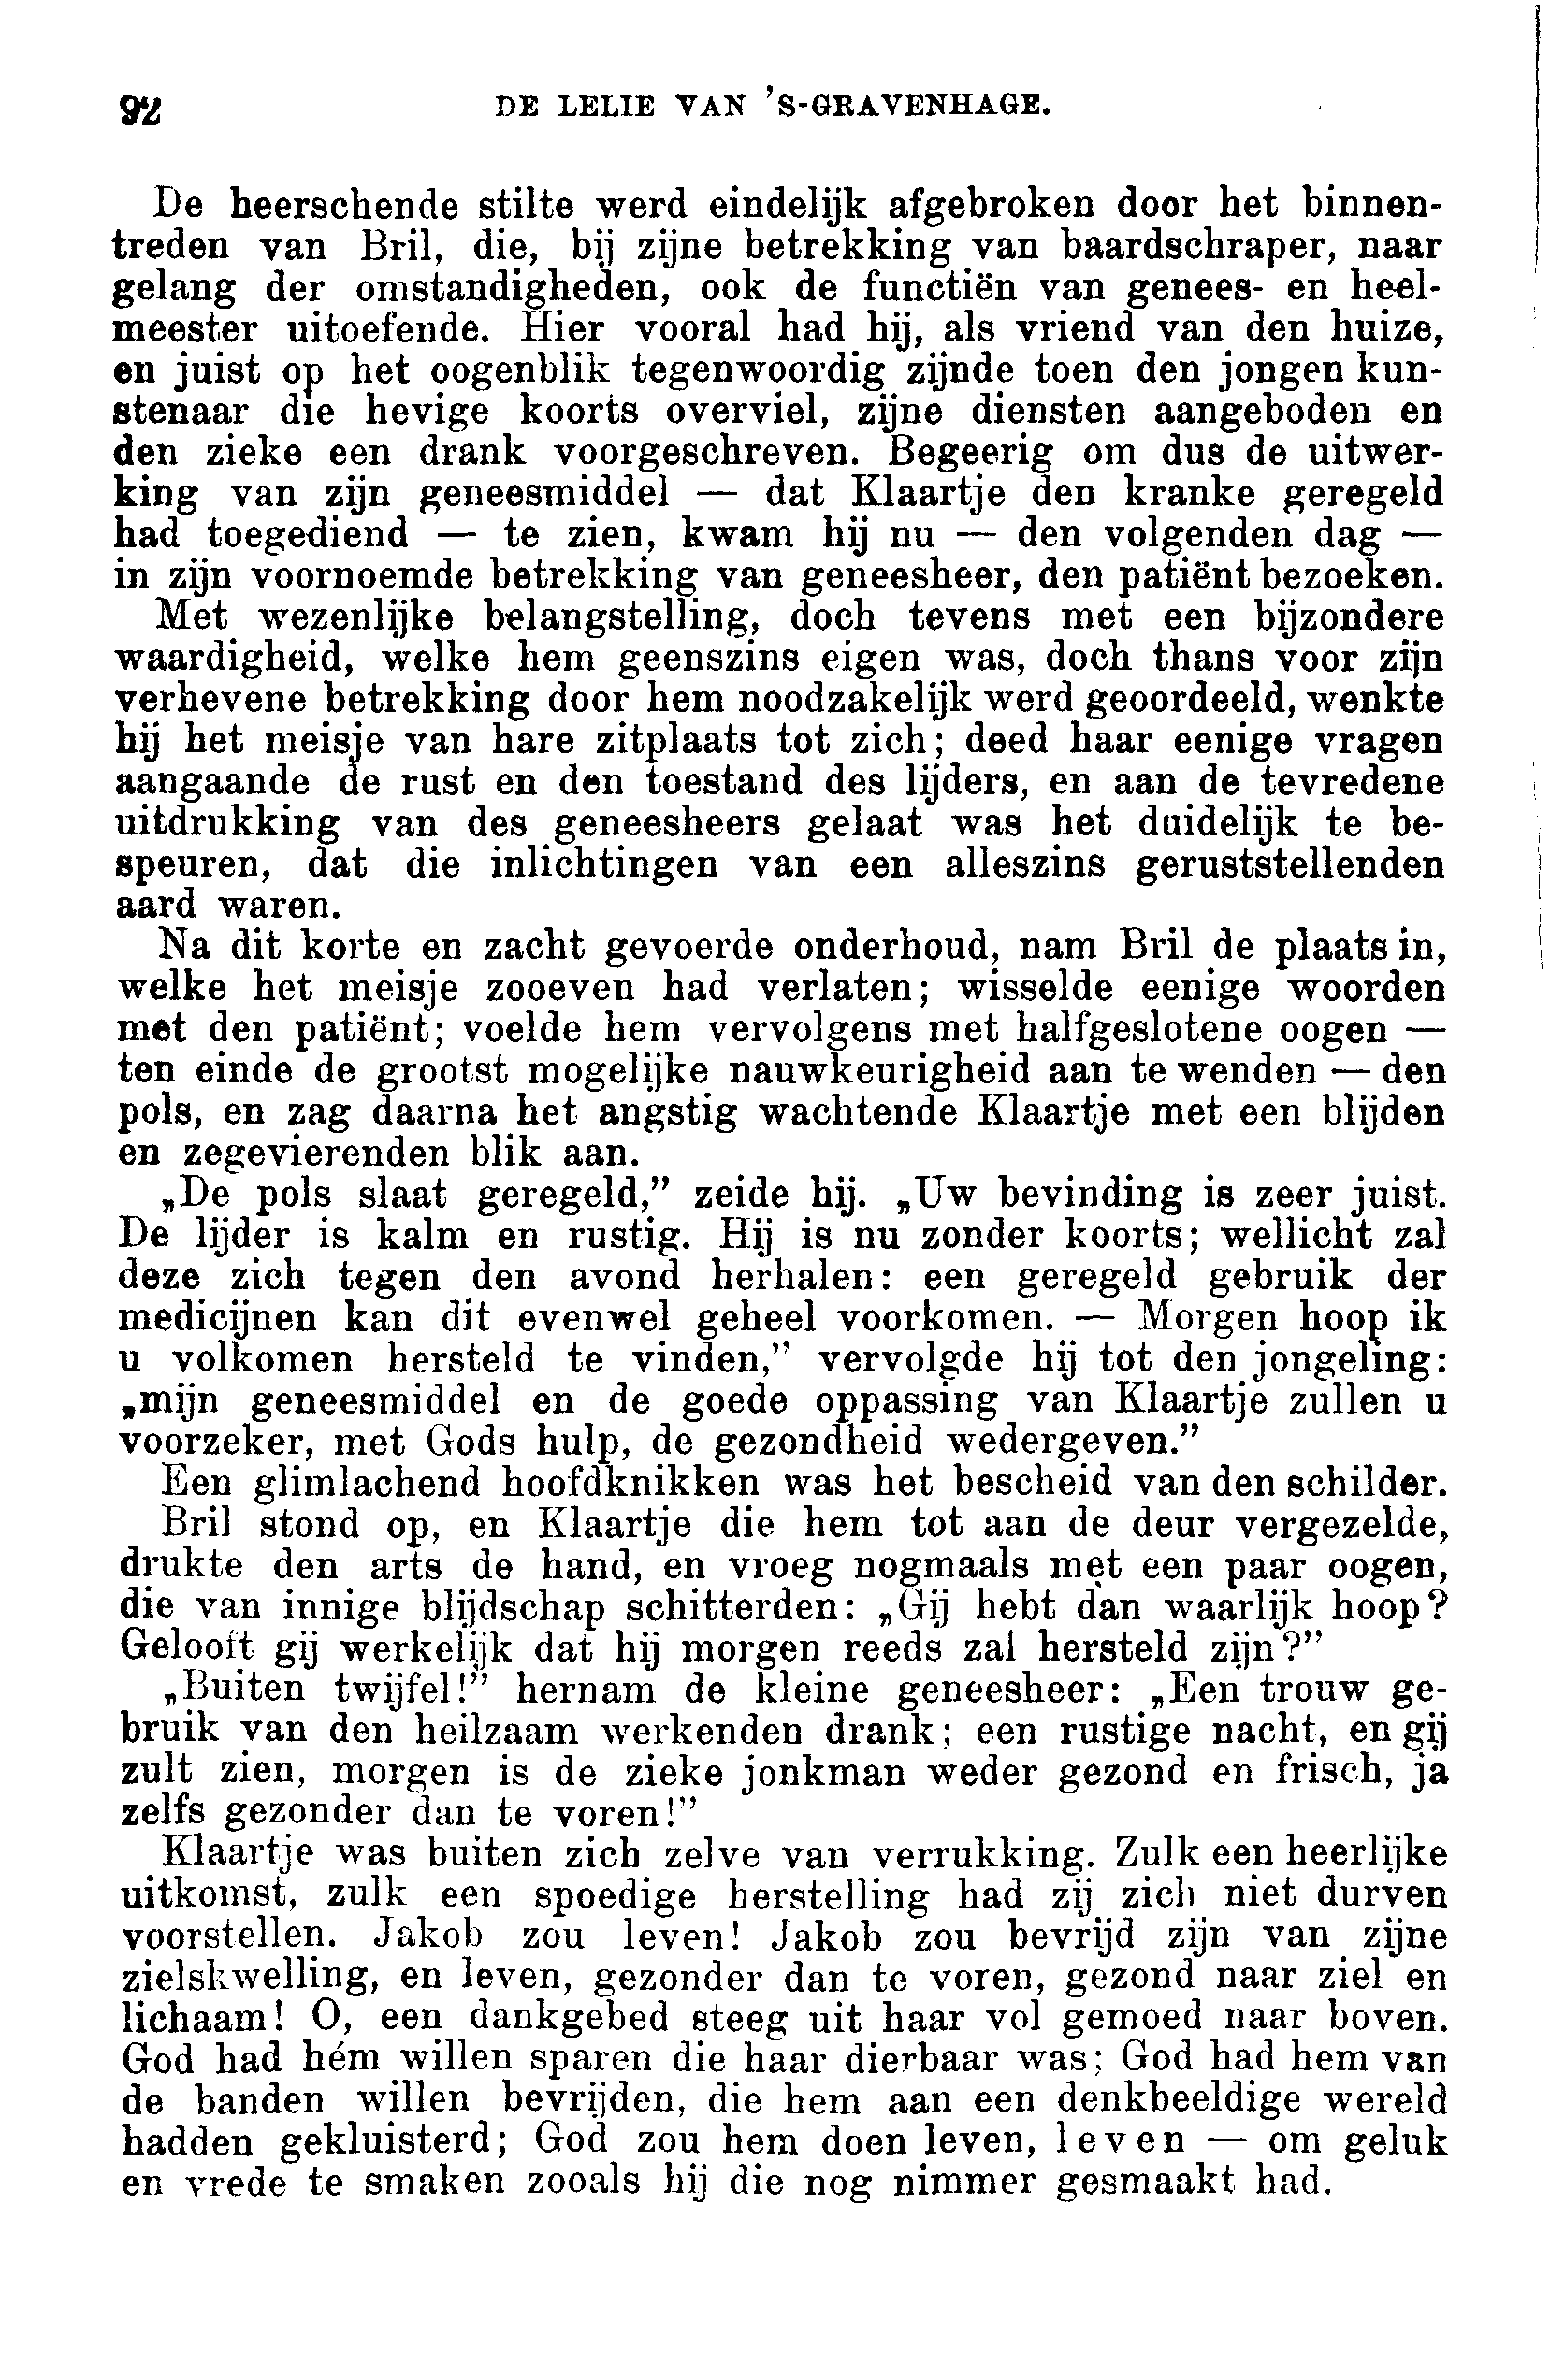 92
DE LELIE VAN 'S-GRAVENHAGE.
De heerschende stilte werd eindelijk afgebroken door het binnen-
treden van Bril, die, bij zijne betrekking van baardschraper, naar
gelang der omstandigheden, ook de functiën van genees- en heel-
meester uitoefende. Hier vooral had hij, als vriend van den huize,
en juist op het oogenblik tegenwoordig zijnde toen den jongen kun-
stenaar die hevige koorts overviel, zijne diensten aangeboden en
den zieke een drank voorgeschreven. Begeerig om dus de uitwer-
king van zijn geneesmiddel — dat Klaartje den kranke geregeld
had toegediend — te zien, kwam hij nu — den volgenden dag —
in zijn voornoemde betrekking van geneesheer, den patiënt bezoeken.
Met wezenlijke belangstelling, doch tevens met een bijzondere
waardigheid, welke hem geenszins eigen was, doch thans voor zijn
verhevene betrekking door hem noodzakelijk werd geoordeeld, wenkte
hij het meisje van hare zitplaats tot zich; deed haar eenige vragen
aangaande de rust en den toestand des lijders, en aan de tevredene
uitdrukking van des geneesheers gelaat was het duidelijk te be-
speuren, dat die inlichtingen van een alleszins geruststellenden
aard waren.
Na dit korte en zacht gevoerde onderhoud, nam Bril de plaats in,
welke het meisje zooeven had verlaten; wisselde eenige woorden
met den patiënt; voelde hem vervolgens met halfgeslotene oogen —
ten einde de grootst mogelijke nauwkeurigheid aan te wenden — den
pols, en zag daarna het angstig wachtende Klaartje met een blijden
en zegevierenden blik aan.
„De pols slaat geregeld,” zeide hij. „Uw bevinding is zeer juist.
De lijder is kalm en rustig. Hij is nu zonder koorts; wellicht zal
deze zich tegen den avond herhalen: een geregeld gebruik der
medicijnen kan dit evenwel geheel voorkomen. — Morgen hoop ik
u volkomen hersteld te vinden,” vervolgde hij tot den jongeling:
„mijn geneesmiddel en de goede oppassing van Klaartje zullen u
voorzeker, met Gods hulp, de gezondheid wedergeven.”
Een glimlachend hoofdknikken was het bescheid van den schilder.
Bril stond op, en Klaartje die hem tot aan de deur vergezelde,
drukte den arts de hand, en vroeg nogmaals met een paar oogen,
die van innige blijdschap schitterden: „Gij hebt dan waarlijk hoop?
Gelooft gij werkelijk dat hij morgen reeds zal hersteld zijn?”
„Buiten twijfel!” hernam de kleine geneesheer: „Een trouw ge-
bruik van den heilzaam werkenden drank; een rustige nacht, en gij
zult zien, morgen is de zieke jonkman weder gezond en frisch, ja
zelfs gezonder dan te voren!”
Klaartje was buiten zich zelve van verrukking. Zulk een heerlijke
uitkomst, zulk een spoedige herstelling had zij zich niet durven
voorstellen. Jakob zou leven! Jakob zou bevrijd zijn van zijne
zielskwelling, en leven, gezonder dan te voren, gezond naar ziel en
lichaam! O, een dankgebed steeg uit haar vol gemoed naar boven.
God had hém willen sparen die haar dierbaar was; God had hem van
de banden willen bevrijden, die hem aan een denkbeeldige wereld
hadden gekluisterd; God zou hem doen leven, leven — om geluk
en vrede te smaken zooals hij die nog nimmer gesmaakt had.